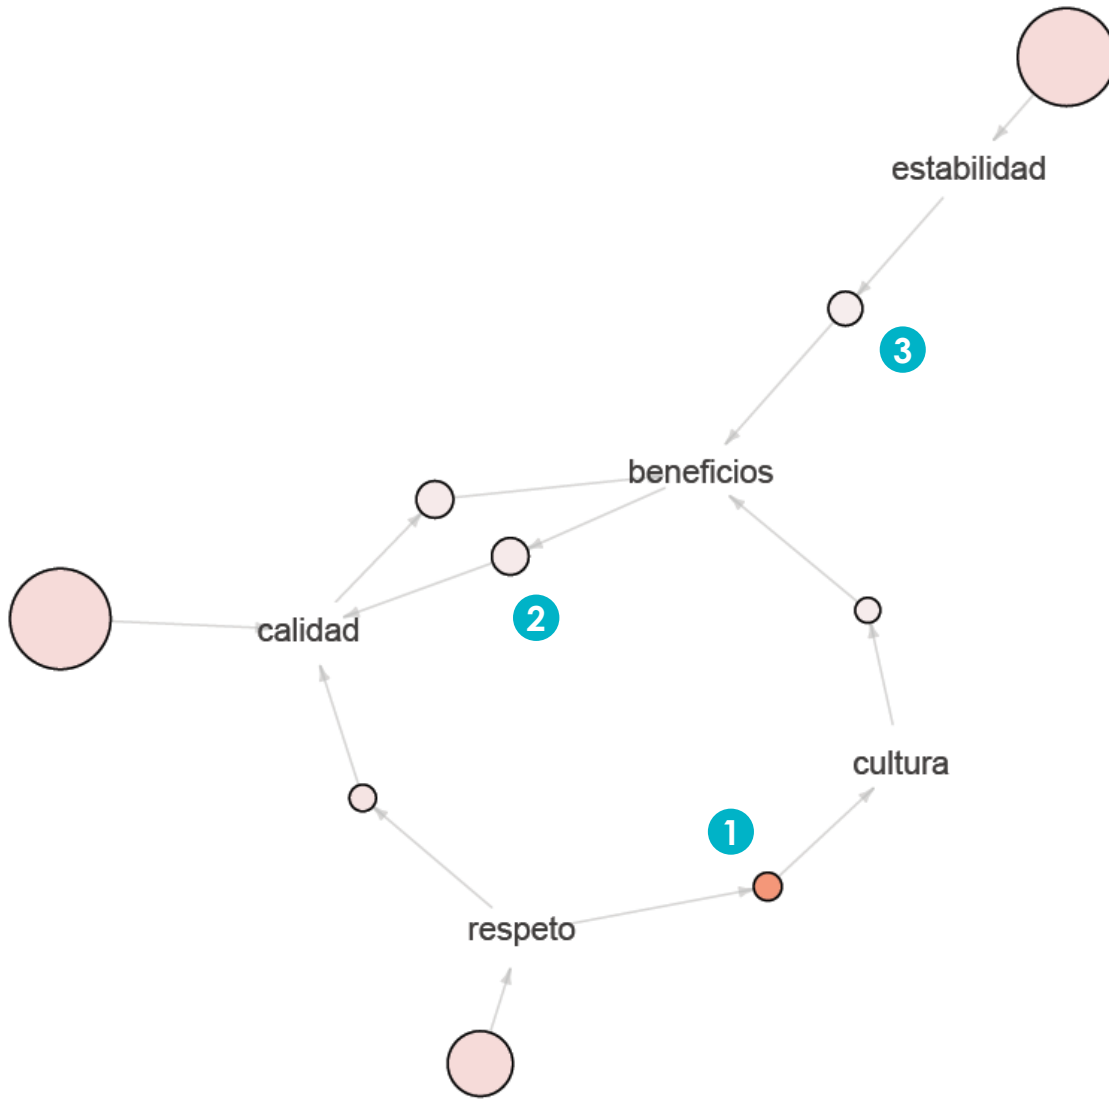 estabilidad
3
beneficios
2
calidad
cultura
1
respeto